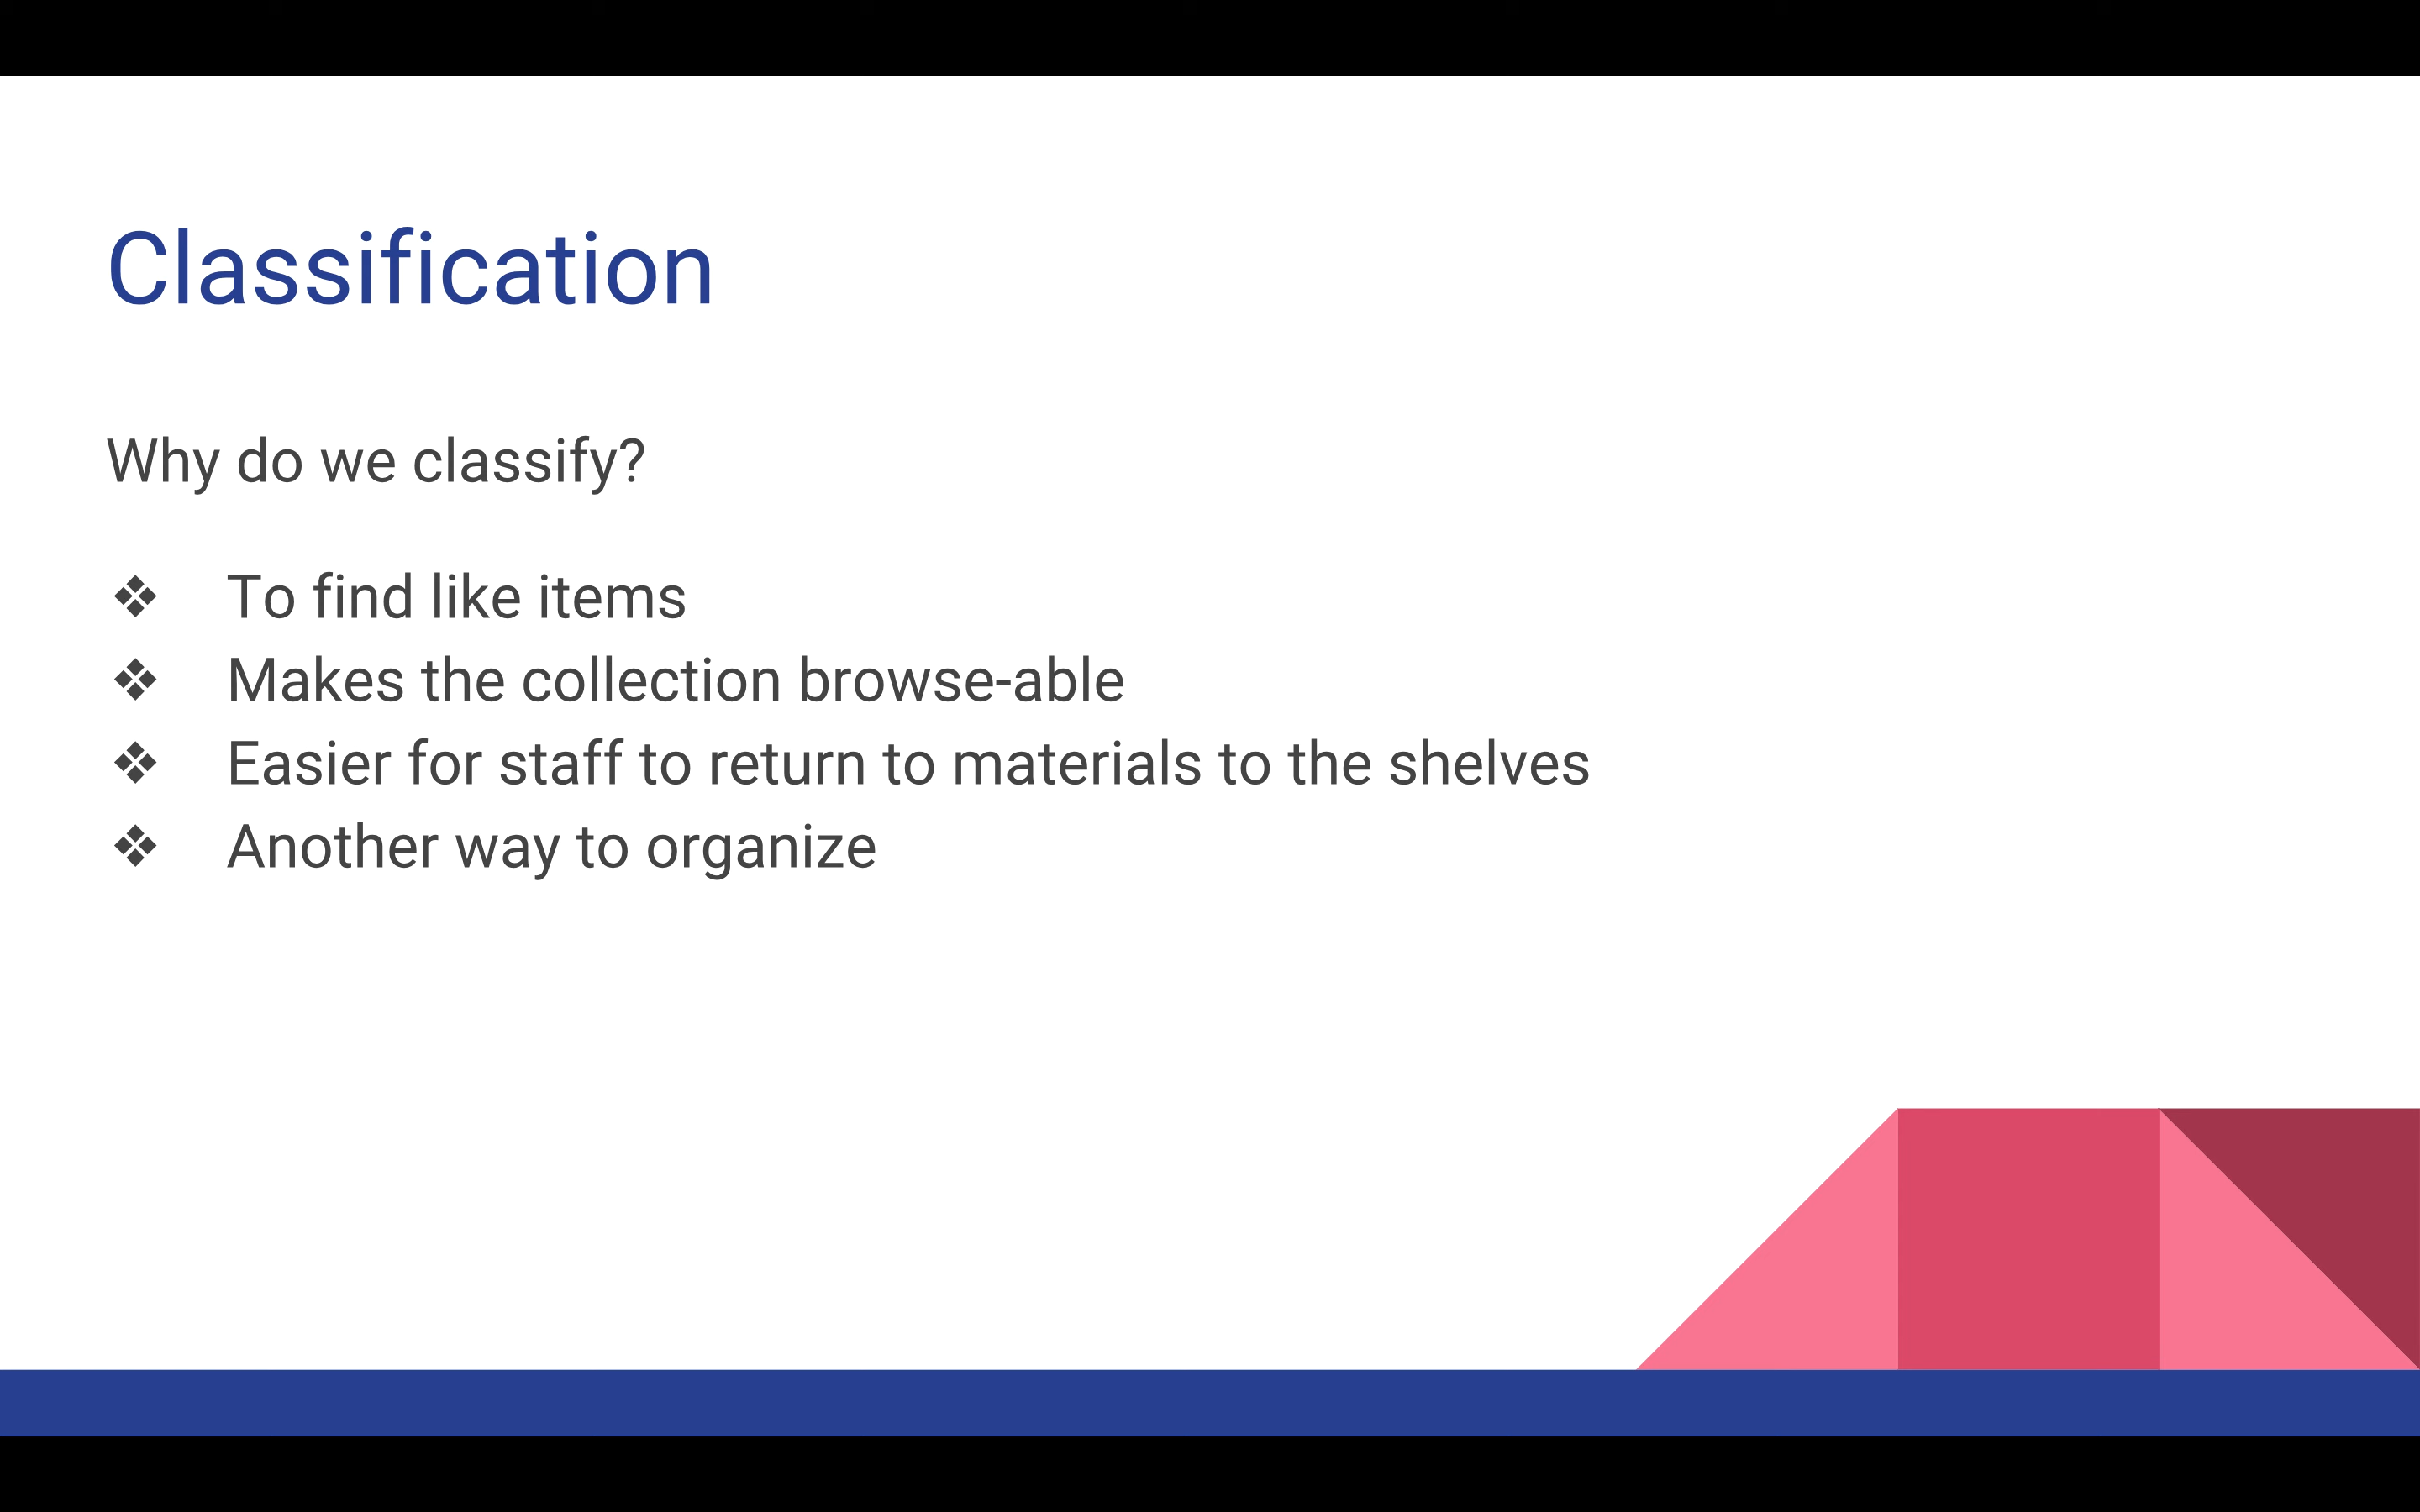 Classification
Why do we classify?
❖ To find like items
❖ Makes the collection browse-able
❖ Easier for staff to return to materials to the shelves
❖ Another way to organize